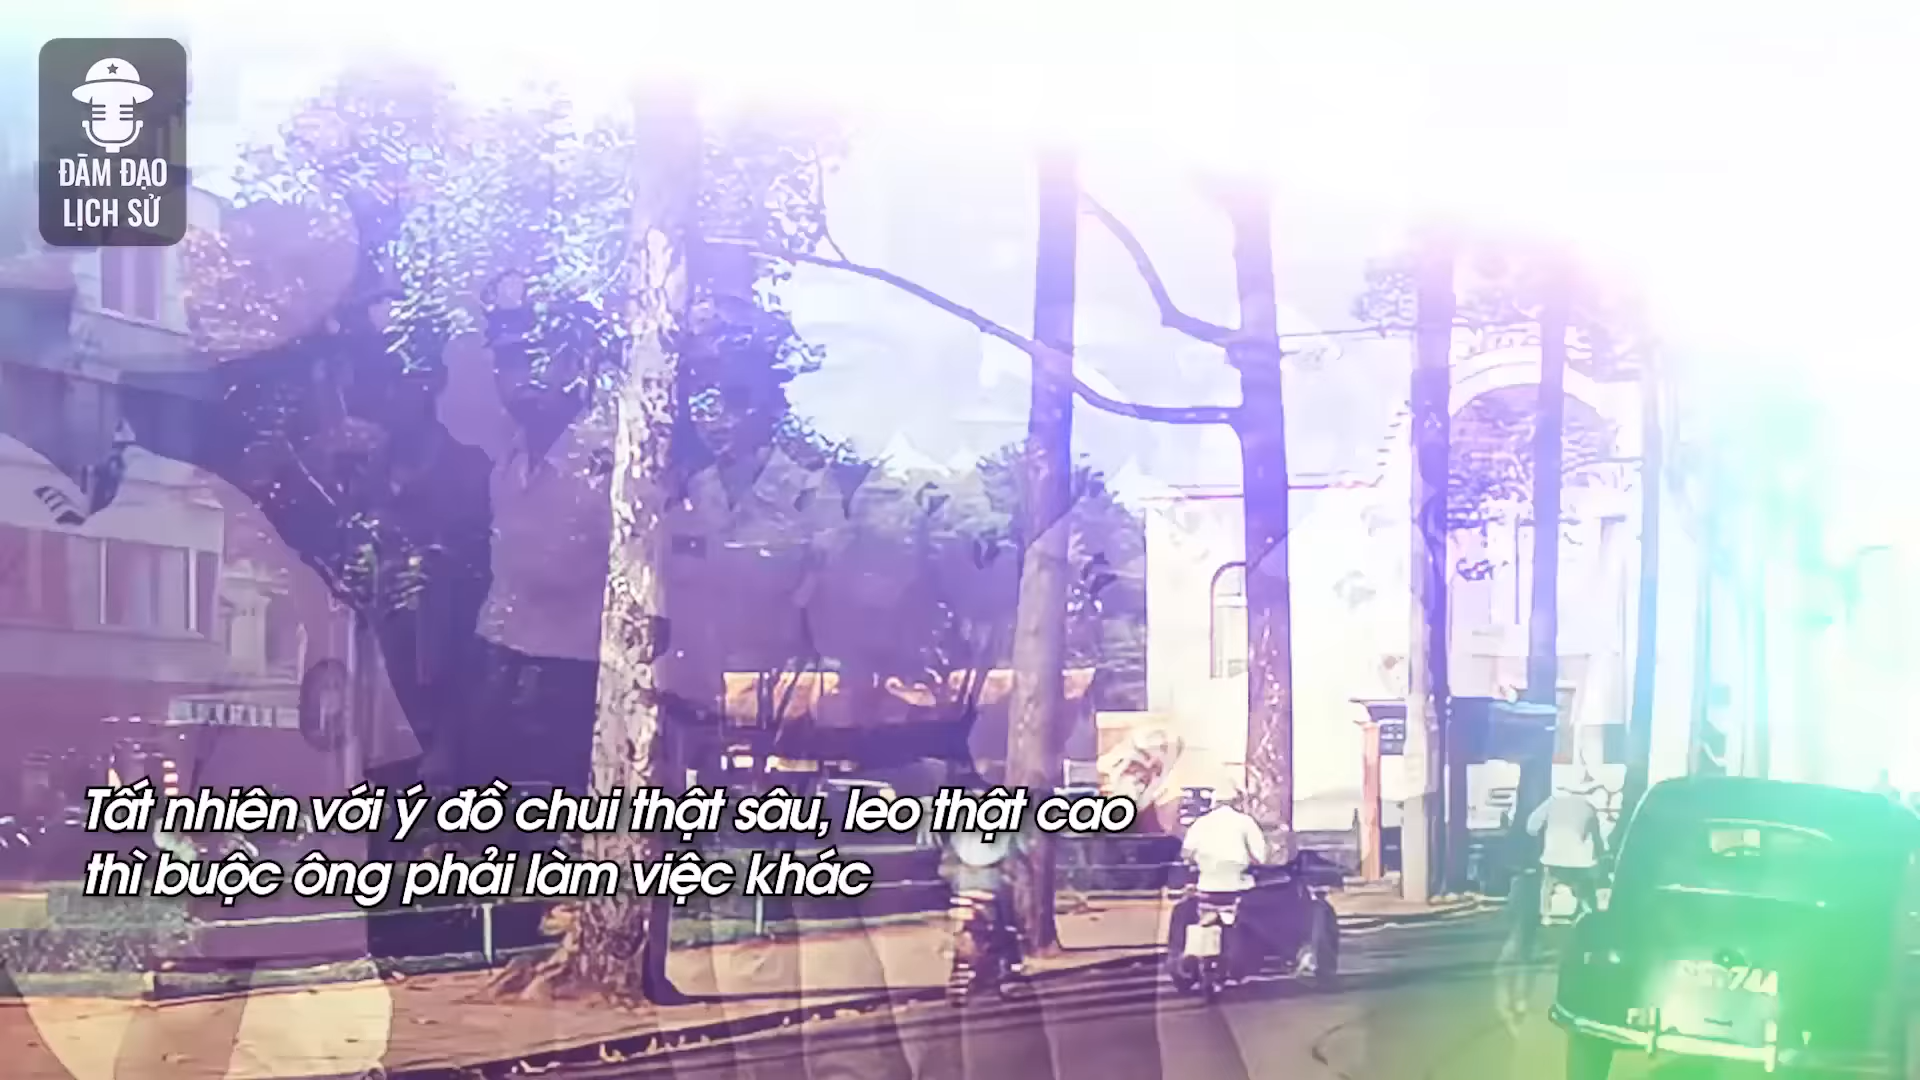 ĐÀM ĐẠO
LỊCH SỬ
Tất nhiên với ý đồ chui thật sâu, leo thật cao
thì buộc ông phải làm việc khác